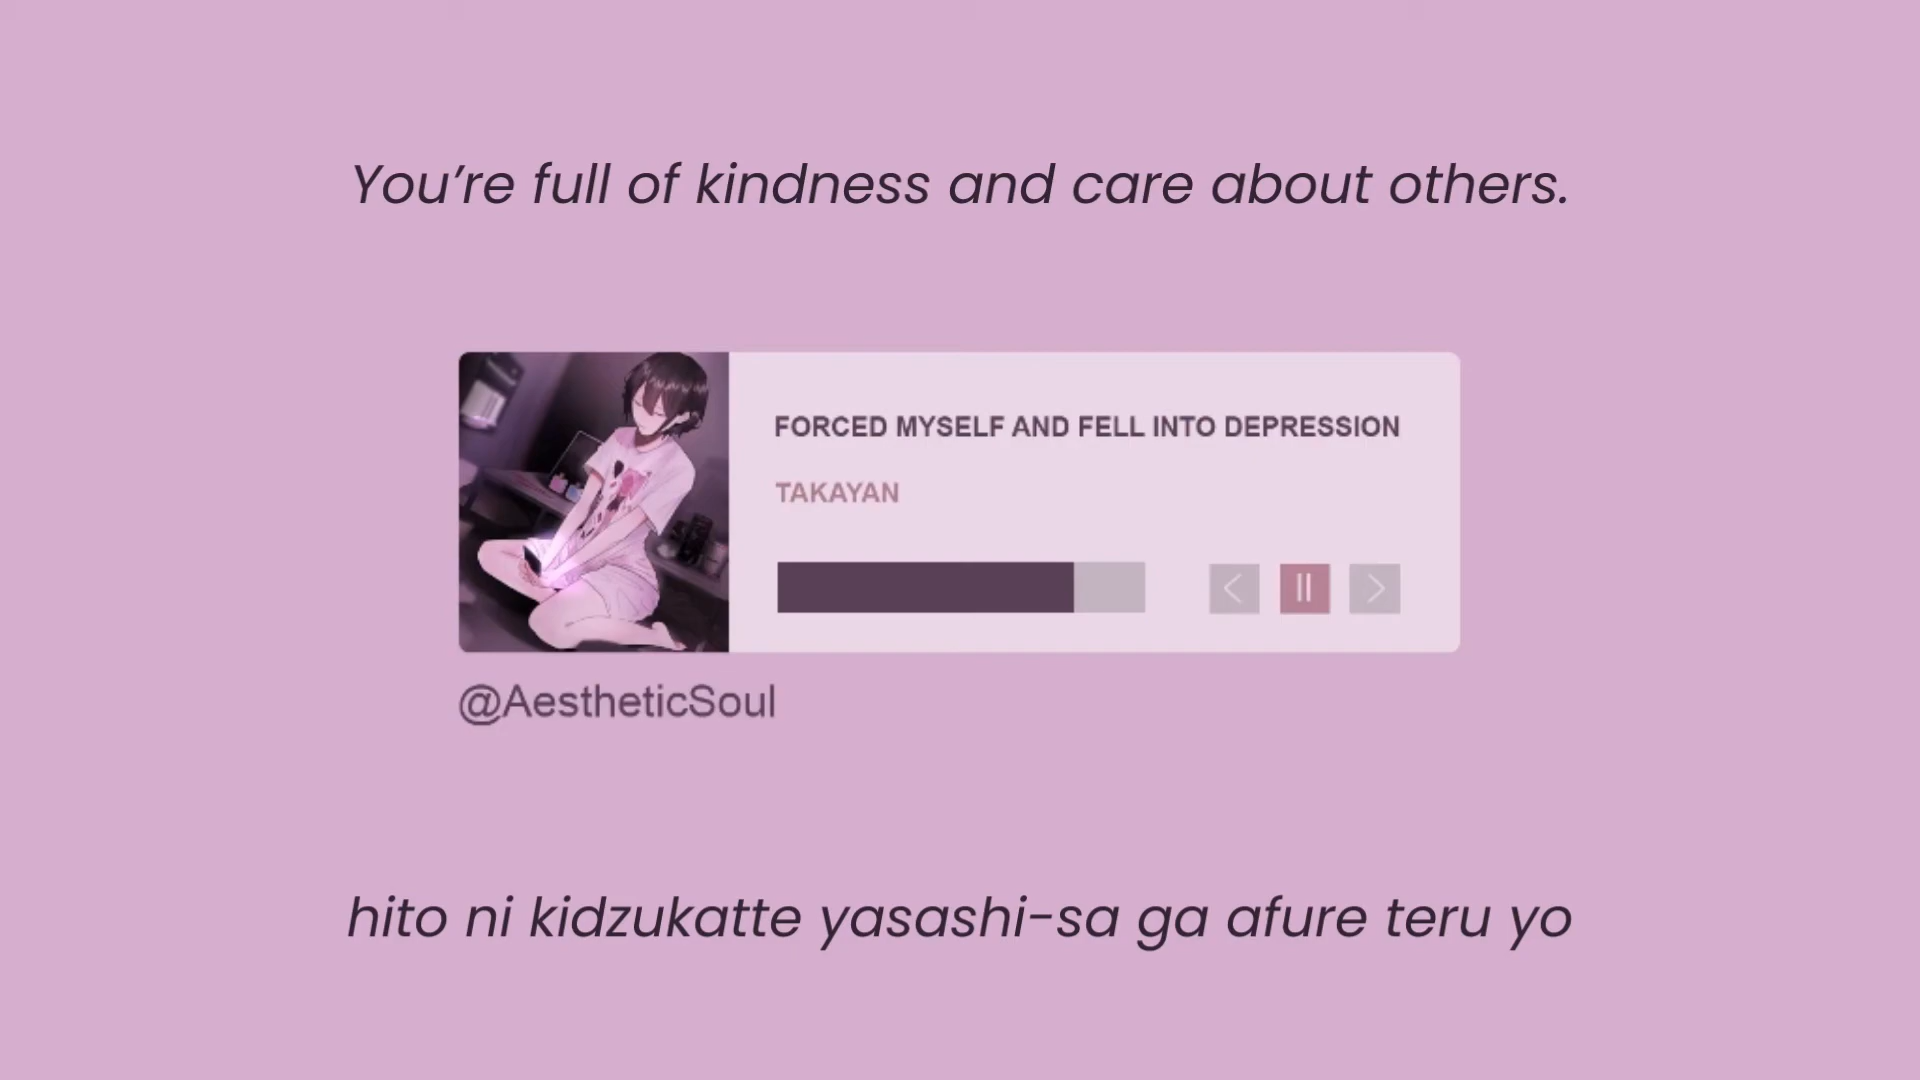 You’re full of kindness and care about others.
FORCED MYSELF AND FELL INTO DEPRESSION
TAKAYAN
@AestheticSoul
hito ni kidzukatte yasashi-sa ga afure teru yo